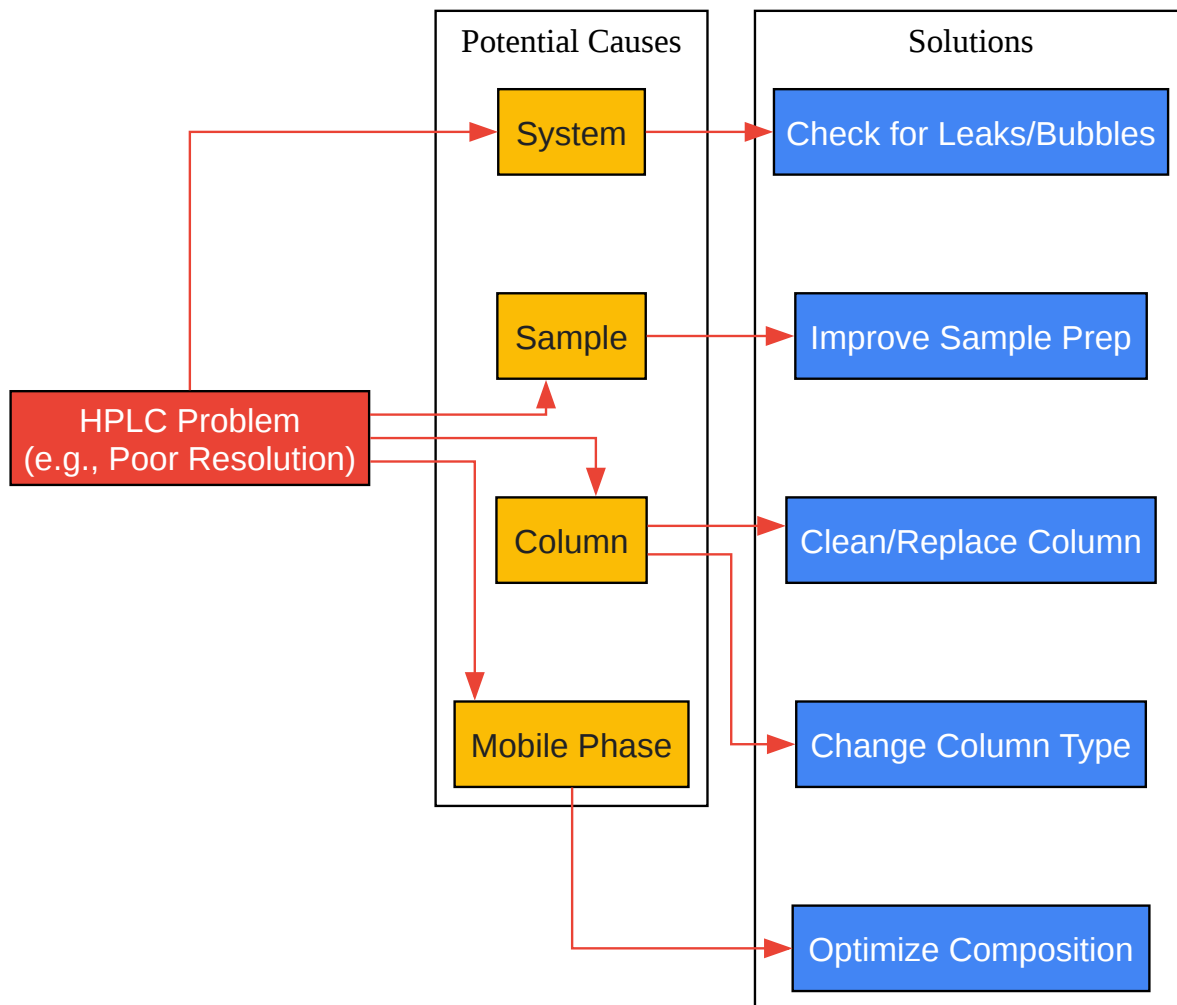 Potential Causes
Solutions
System
Check for Leaks/Bubbles
Sample
Improve Sample Prep
HPLC Problem
(e.g., Poor Resolution)
Column
Clean/Replace Column
Mobile Phase
Change Column Type
Optimize Composition